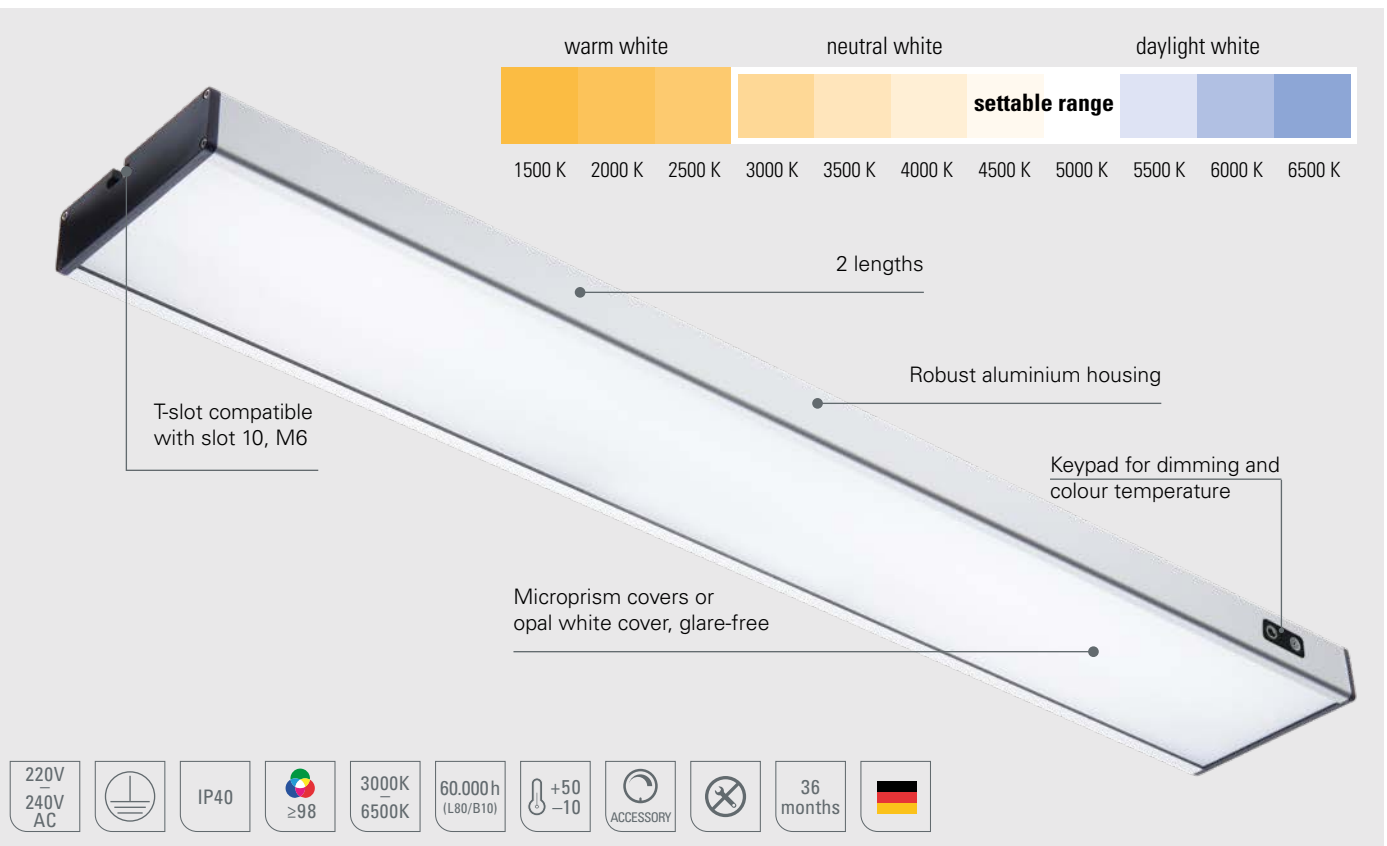 warm white neutral white daylight white
settable range
1500 K 2000 K 2500 K 3000 K 3500 K 4000 K 4500 K 5000 K 5500 K 6000 K 6500 K
2 lengths
Robust aluminium housing
T-slot compatible
with slot 10, M6
Keypad for dimming and
colour temperature
Microprism covers or
opal white cover, glare-free
220V
–
240V
AC
IP40
≥98
3000K
–
6500K
60.000 h
(L80/B10)
+50
–10
ACCESSORY
36
months